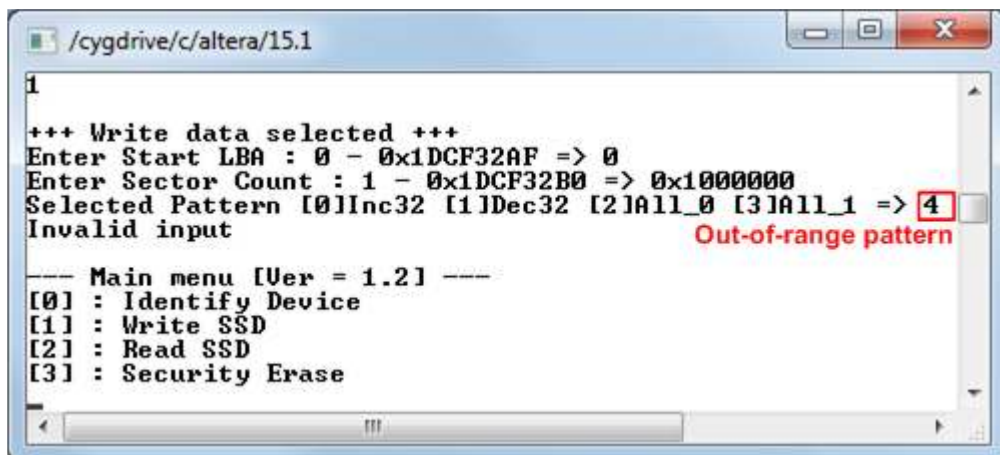 /cygdrive/c/altera/15.1
1
+++ Write data selected +++
Enter Start LBA : 0 - 0x1DCF32AF => 0
Enter Sector Count : 1 - 0x1DCF32B0 => 0x1000000
Selected Pattern [0]Inc32 [1]Dec32 [2]All_0 [3]All_1 => 4
Invalid input
Out-of-range pattern
--- Main menu [Ver = 1.2] ---
[0] : Identify Device
[1] : Write SSD
[2] : Read SSD
[3] : Security Erase